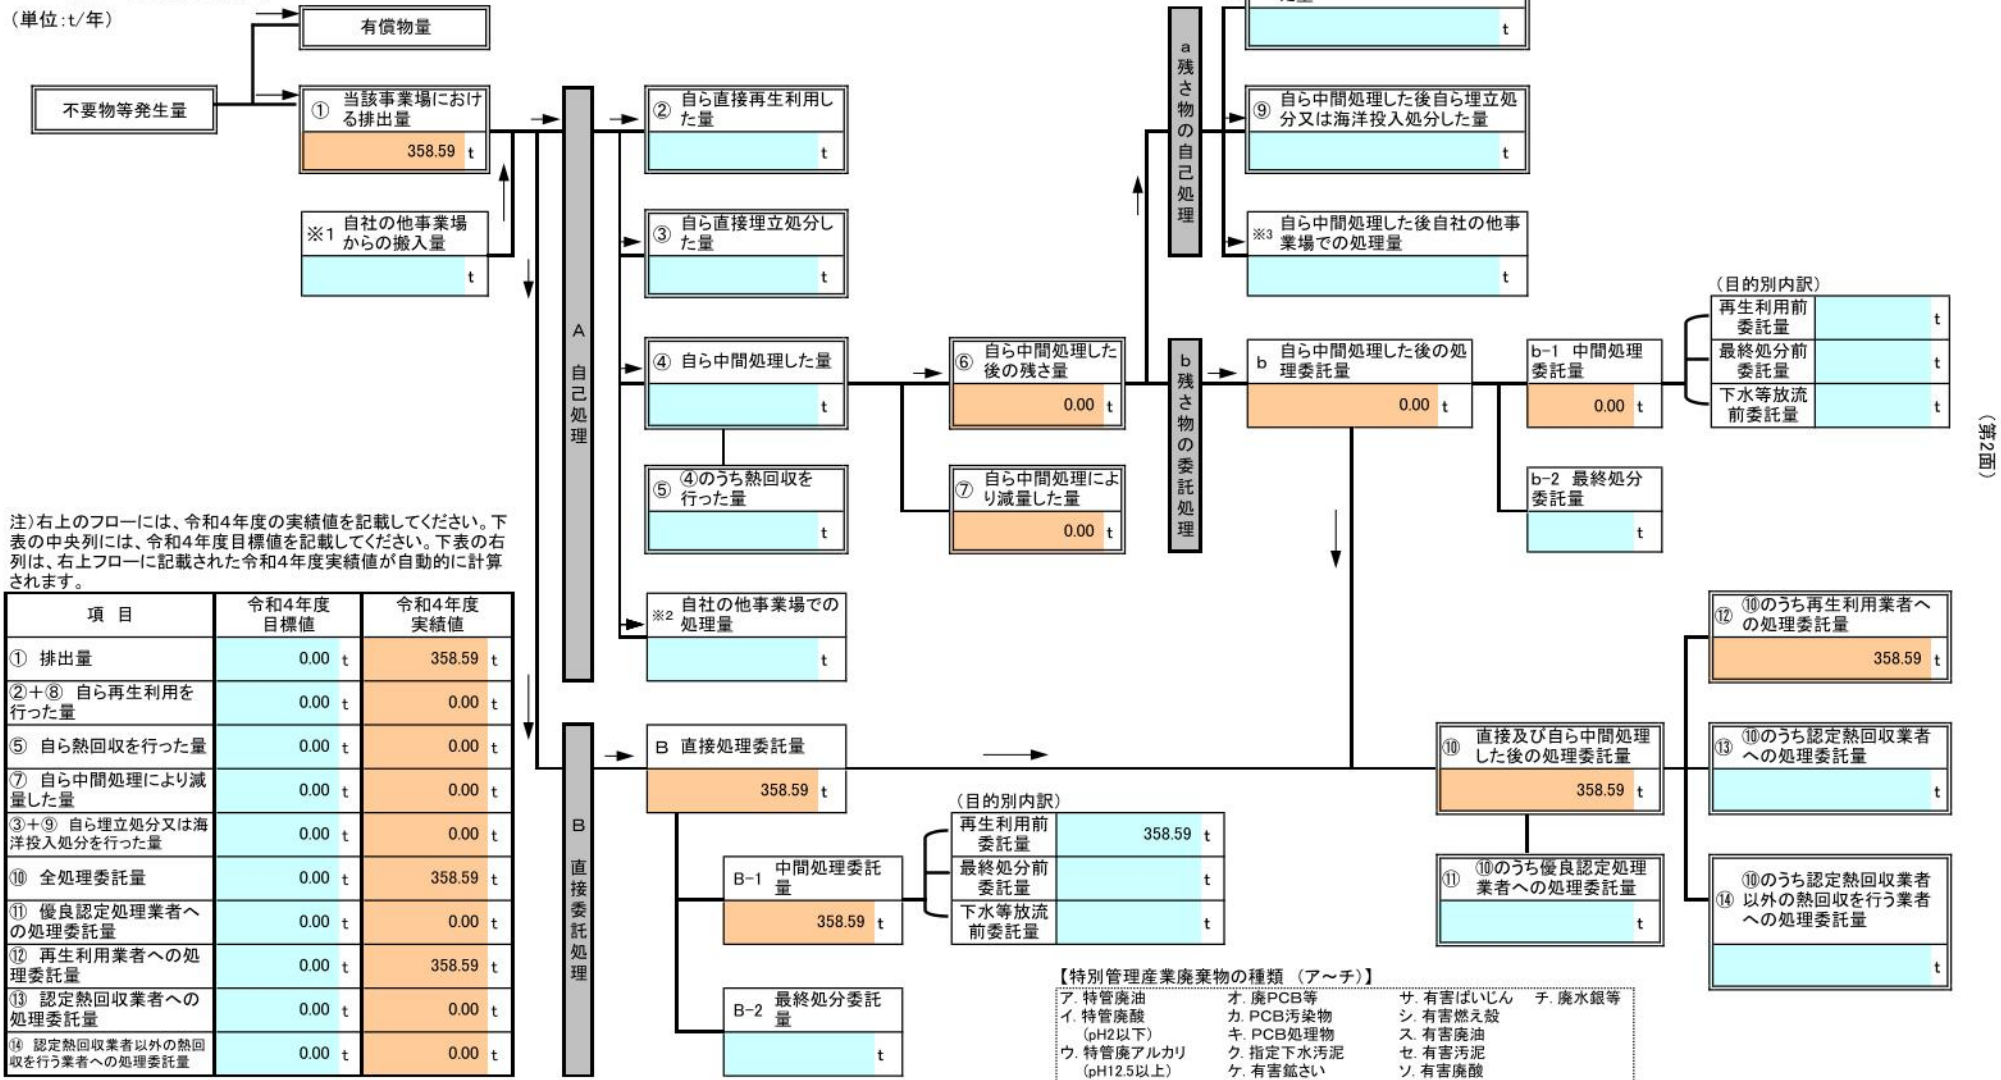 (単位:t/年)
有償物量
不要物等発生量
① 当該事業場におけ
る排出量
358.59 t
※1 自社の他事業場
からの搬入量
t
A 自己処理
② 自ら直接再生利用し
た量
t
③ 自ら直接埋立処分し
た量
t
④ 自ら中間処理した量
t
⑤ ④のうち熱回収を
行った量
t
※2 自社の他事業場での
処理量
t
⑥ 自ら中間処理した
後の残さ量
0.00 t
⑦ 自ら中間処理によ
り減量した量
0.00 t
a 残さ物の自己処理
t
⑨ 自ら中間処理した後自ら埋立処
分又は海洋投入処分した量
t
※3 自ら中間処理した後自社の他事
業場での処理量
t
b 残さ物の委託処理
b 自ら中間処理した後の処
理委託量
0.00 t
b-1 中間処理
委託量
0.00 t
b-2 最終処分
委託量
t
(目的別内訳)
再生利用前
委託量
t
最終処分前
委託量
t
下水等放流
前委託量
t
(第2面)
注)右上のフローには、令和4年度の実績値を記載してください。下
表の中央列には、令和4年度目標値を記載してください。下表の右
列は、右上フローに記載された令和4年度実績値が自動的に計算
されます。
項 目 令和4年度 目標値 令和4年度 実績値
① 排出量 0.00 t 358.59 t
②+⑧ 自ら再生利用を
行った量 0.00 t 0.00 t
⑤ 自ら熱回収を行った量 0.00 t 0.00 t
⑦ 自ら中間処理により減
量した量 0.00 t 0.00 t
③+⑨ 自ら埋立処分又は海
洋投入処分を行った量 0.00 t 0.00 t
⑩ 全処理委託量 0.00 t 358.59 t
⑪ 優良認定処理業者へ
の処理委託量 0.00 t 0.00 t
⑫ 再生利用業者への処
理委託量 0.00 t 358.59 t
⑬ 認定熱回収業者への
処理委託量 0.00 t 0.00 t
⑭ 認定熱回収業者以外の熱回
収を行う業者への処理委託量 0.00 t 0.00 t
B 直接委託処理
B 直接処理委託量
358.59 t
B-1 中間処理委託
量
358.59 t
B-2 最終処分委託
量
t
(目的別内訳)
再生利用前
委託量
358.59 t
最終処分前
委託量
t
下水等放流
前委託量
t
⑩ 直接及び自ら中間処理
した後の処理委託量
358.59 t
⑪ ⑩のうち優良認定処理
業者への処理委託量
t
⑫ ⑩のうち再生利用業者へ
の処理委託量
358.59 t
⑬ ⑩のうち認定熱回収業者
への処理委託量
t
⑭ ⑩のうち認定熱回収業者
以外の熱回収を行う業者
への処理委託量
t
【特別管理産業廃棄物の種類 (ア~チ)】
ア. 特管廃油 オ. 廃PCB等 サ. 有害ばいじん チ. 廃水銀等
イ. 特管廃酸 カ. PCB汚染物 シ. 有害燃え殻
(pH2以下) キ. PCB処理物 ス. 有害廃油
ウ. 特管廃アルカリ ク. 指定下水汚泥 セ. 有害汚泥
(pH12.5以上) ケ. 有害鉱さい ソ. 有害廃酸